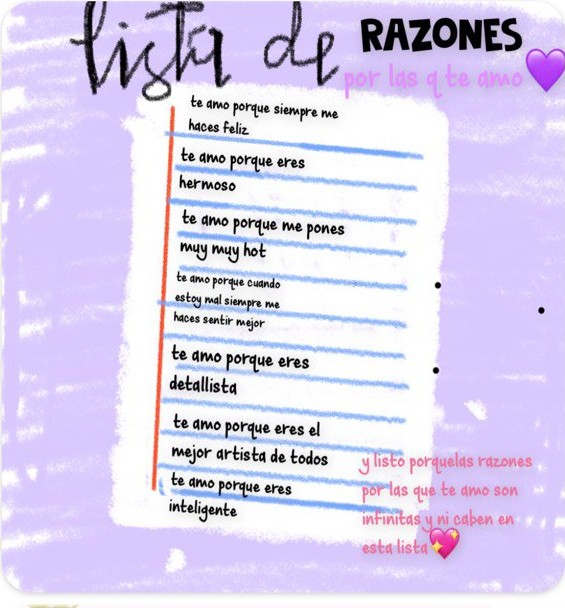 lista de RAZONES
por las q te amo
te amo porque siempre me
haces feliz
te amo porque eres
hermoso
te amo porque me pones
muy muy hot
te amo porque cuando
estoy mal siempre me
haces sentir mejor
te amo porque eres
detallista
te amo porque eres el
mejor artista de todos
te amo porque eres
inteligente
y listo porquelas razones
por las que te amo son
infinitas y ni caben en
esta lista